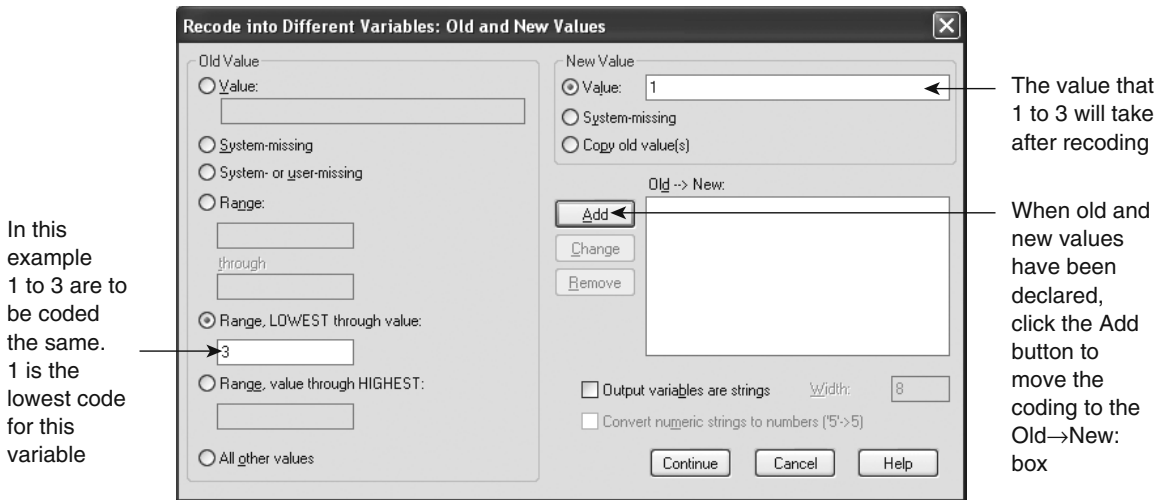 Recode into Different Variables: Old and New Values
Old Value
Value:
System-missing
System- or user-missing
Range:
through
Range, LOWEST through value:
3
Range, value through HIGHEST:
All other values
New Value
Value:
1
System-missing
Copy old value(s)
Old --> New:
Add
Change
Remove
Output variables are strings
Width:
8
Convert numeric strings to numbers ('5'->5)
Continue
Cancel
Help
In this
example
1 to 3 are to
be coded
the same.
1 is the
lowest code
for this
variable
The value that
1 to 3 will take
after recoding
When old and
new values
have been
declared,
click the Add
button to
move the
coding to the
Old→New:
box